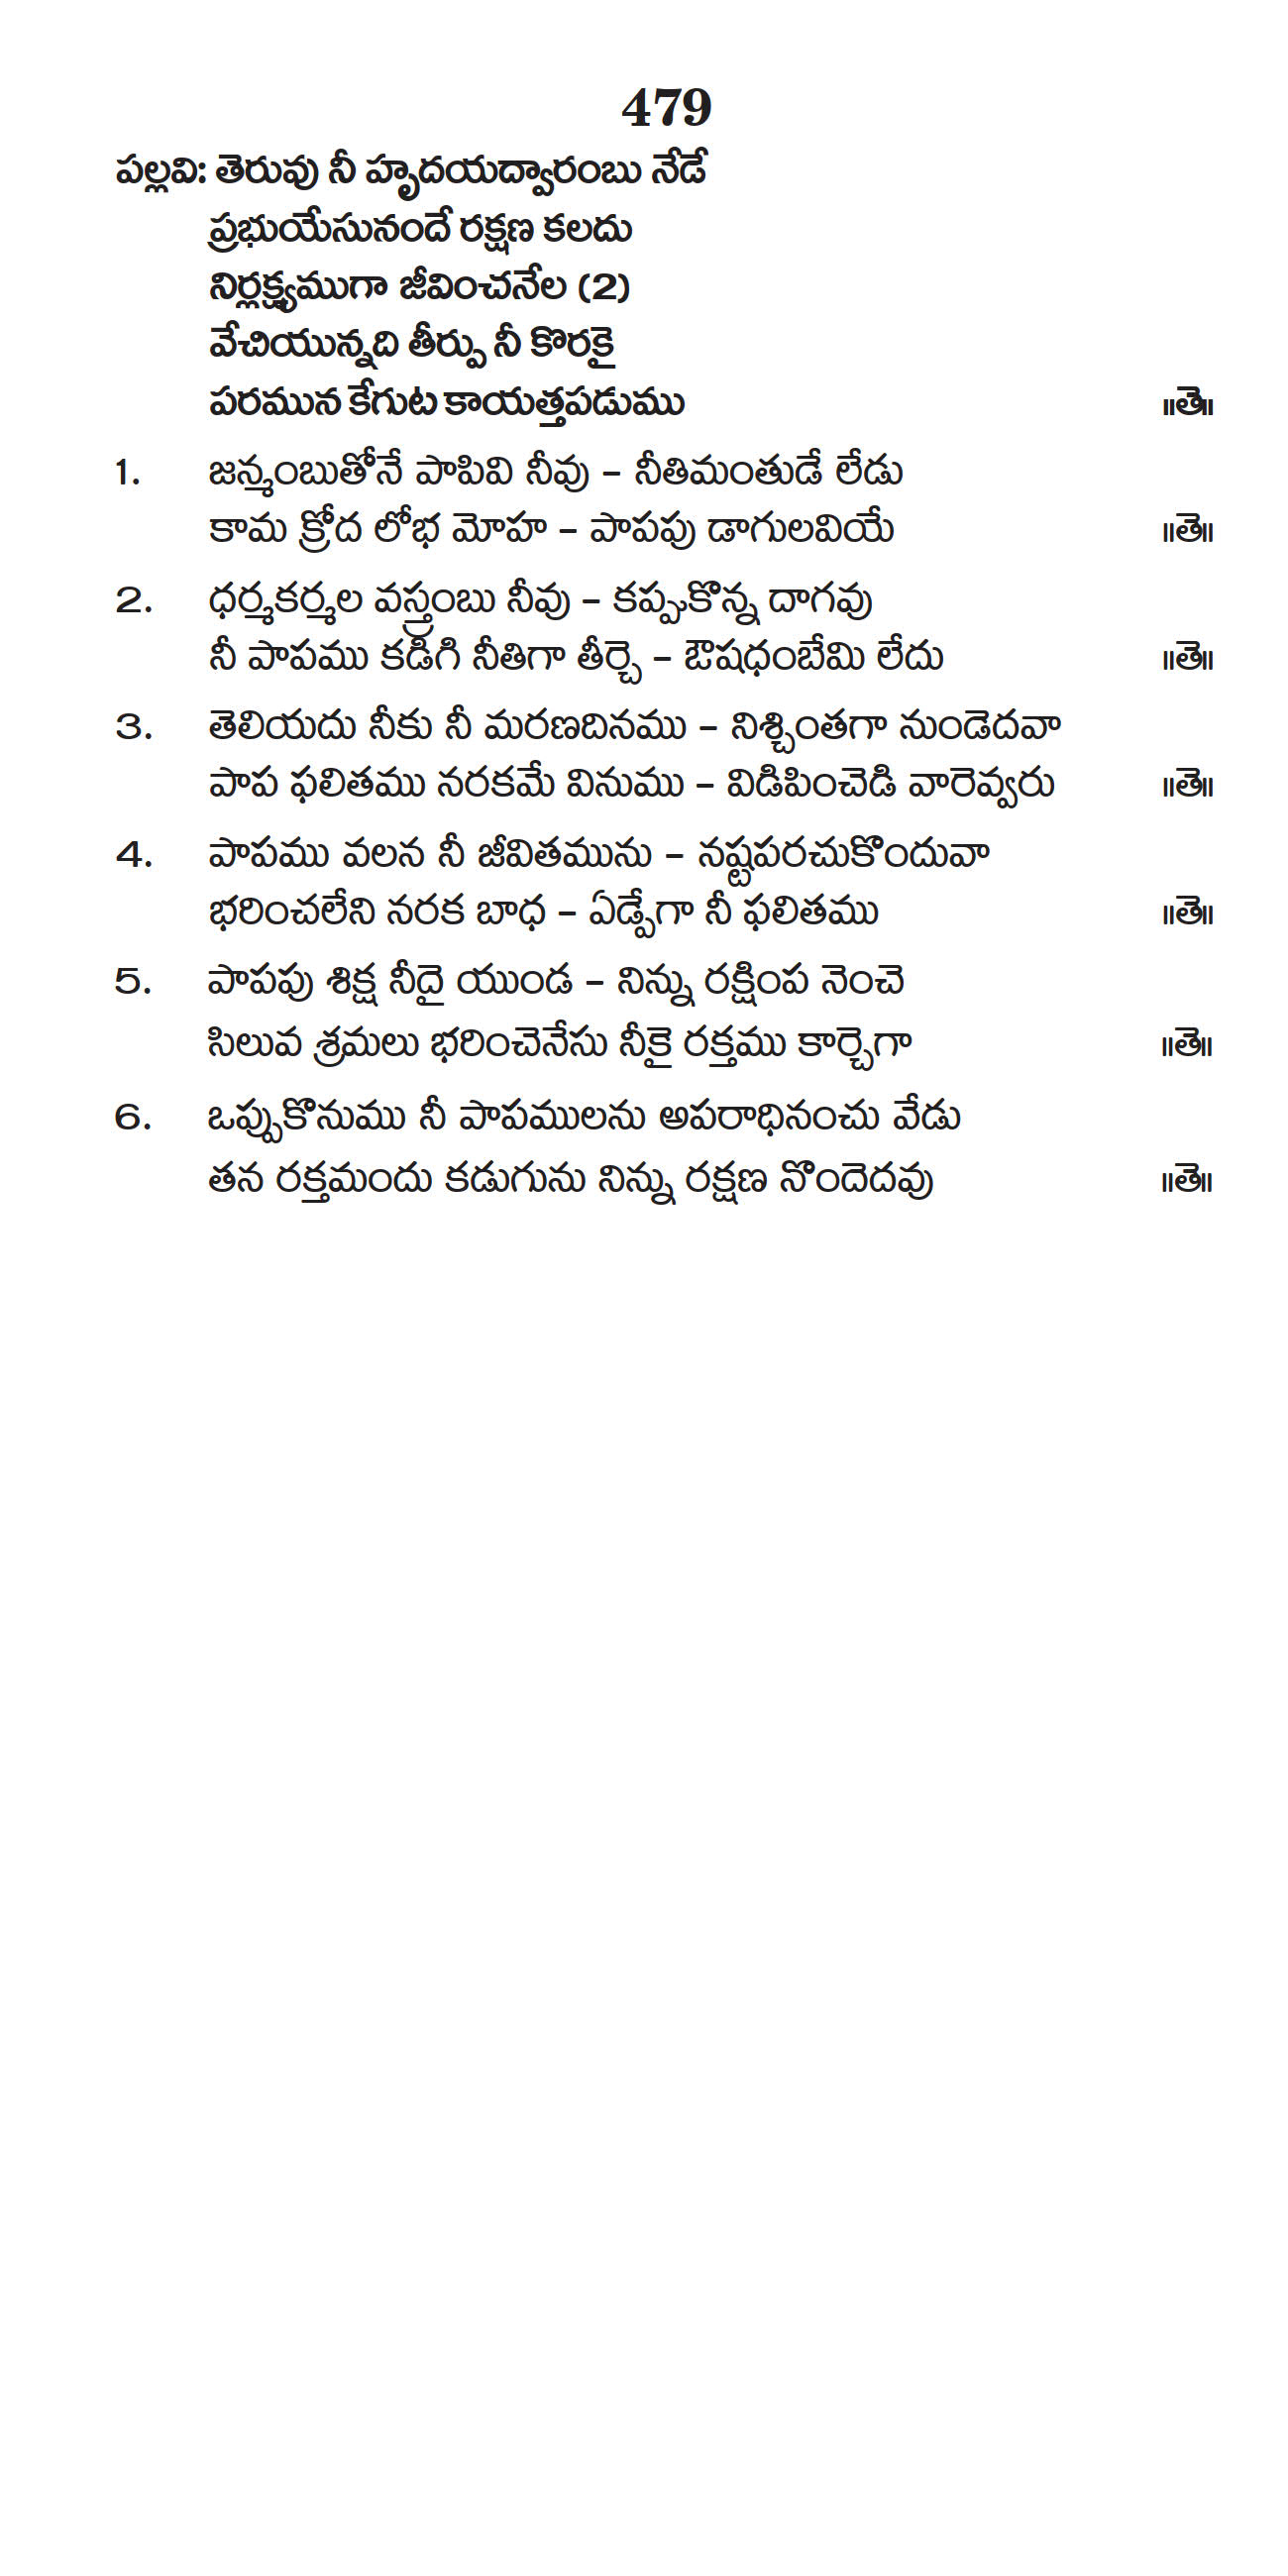 479
పల్లవి: తెరువు నీ హృదయద్వారంబు నేడే
ప్రభుయేసునందే రక్షణ కలదు
నిర్లక్ష్యముగా జీవించనేల (2)
వేచియున్నది తీర్పు నీ కొరకై
పరమున కేగుట కాయత్తపడుము ॥తె॥
1. జన్మంబుతోనే పాపివి నీవు – నీతిమంతుడే లేడు
కామ క్రోద లోభ మోహ – పాపపు డాగులవియే ॥తె॥
2. ధర్మకర్మల వస్త్రంబు నీవు – కప్పుకొన్న దాగవు
నీ పాపము కడిగి నీతిగా తీర్చె – ఔషధంబేమి లేదు ॥తె॥
3. తెలియదు నీకు నీ మరణదినము – నిశ్చింతగా నుండెదవా
పాప ఫలితము నరకమే వినుము – విడిపించెడి వారెవ్వరు ॥తె॥
4. పాపము వలన నీ జీవితమును – నష్టపరచుకొందువా
భరించలేని నరక బాధ – ఏడ్పేగా నీ ఫలితము ॥తె॥
5. పాపపు శిక్ష నీదై యుండ – నిన్ను రక్షింప నెంచె
సిలువ శ్రమలు భరించెనేసు నీకై రక్తము కార్చెగా ॥తె॥
6. ఒప్పుకొనుము నీ పాపములను అపరాధినంచు వేడు
తన రక్తమందు కడుగును నిన్ను రక్షణ నొందెదవు ॥తె॥